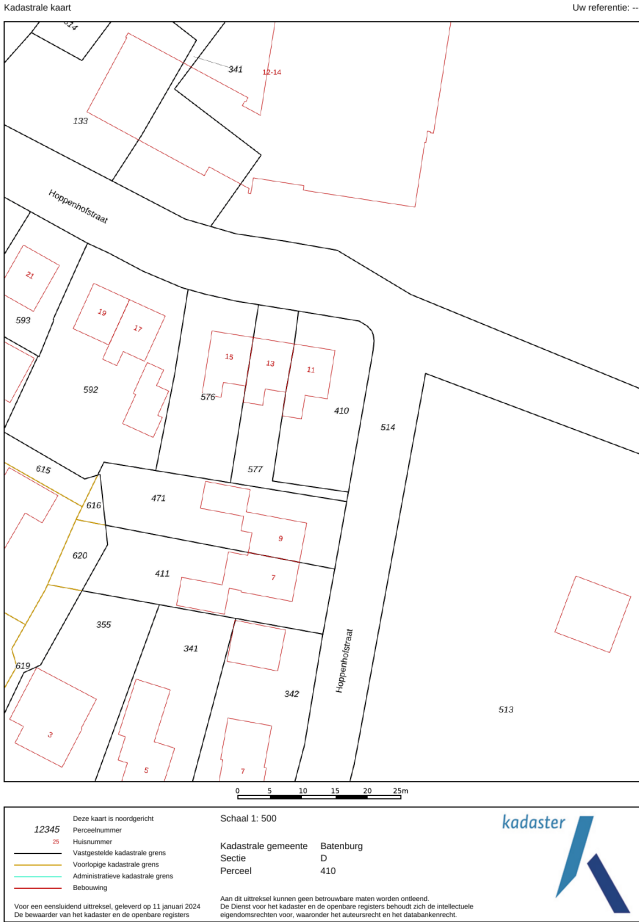 Kadastrale kaart
Uw referentie: --
614
341
12-14
133
Hoppenhofstraat
21
593
19
17
592
15
13
11
576
410
514
577
615
471
616
9
620
411
7
355
341
Hoppenhofstraat
619
342
513
3
5
7
0 5 10 15 20 25m
Deze kaart is noordgericht
12345 Perceelnummer
25 Huisnummer
Vastgestelde kadastrale grens
Voorlopige kadastrale grens
Administratieve kadastrale grens
Bebouwing
Voor een eensluidend uittreksel, geleverd op 11 januari 2024
De bewaarder van het kadaster en de openbare registers
Schaal 1: 500
Kadastrale gemeente Batenburg
Sectie D
Perceel 410
Aan dit uittreksel kunnen geen betrouwbare maten worden ontleend.
De Dienst voor het kadaster en de openbare registers behoudt zich de intellectuele
eigendomsrechten voor, waaronder het auteursrecht en het databankenrecht.
kadaster